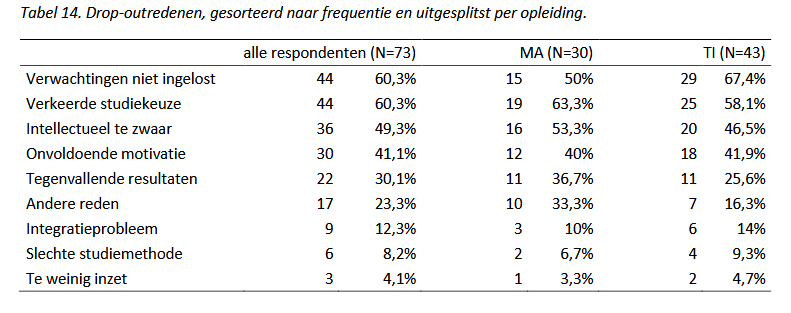 Tabel 14. Drop-outredenen, gesorteerd naar frequentie en uitgesplitst per opleiding.
alle respondenten (N=73) MA (N=30) TI (N=43)
Verwachtingen niet ingelost 44 60,3% 15 50% 29 67,4%
Verkeerde studiekeuze 44 60,3% 19 63,3% 25 58,1%
Intellectueel te zwaar 36 49,3% 16 53,3% 20 46,5%
Onvoldoende motivatie 30 41,1% 12 40% 18 41,9%
Tegenvallende resultaten 22 30,1% 11 36,7% 11 25,6%
Andere reden 17 23,3% 10 33,3% 7 16,3%
Integratieprobleem 9 12,3% 3 10% 6 14%
Slechte studiemethode 6 8,2% 2 6,7% 4 9,3%
Te weinig inzet 3 4,1% 1 3,3% 2 4,7%